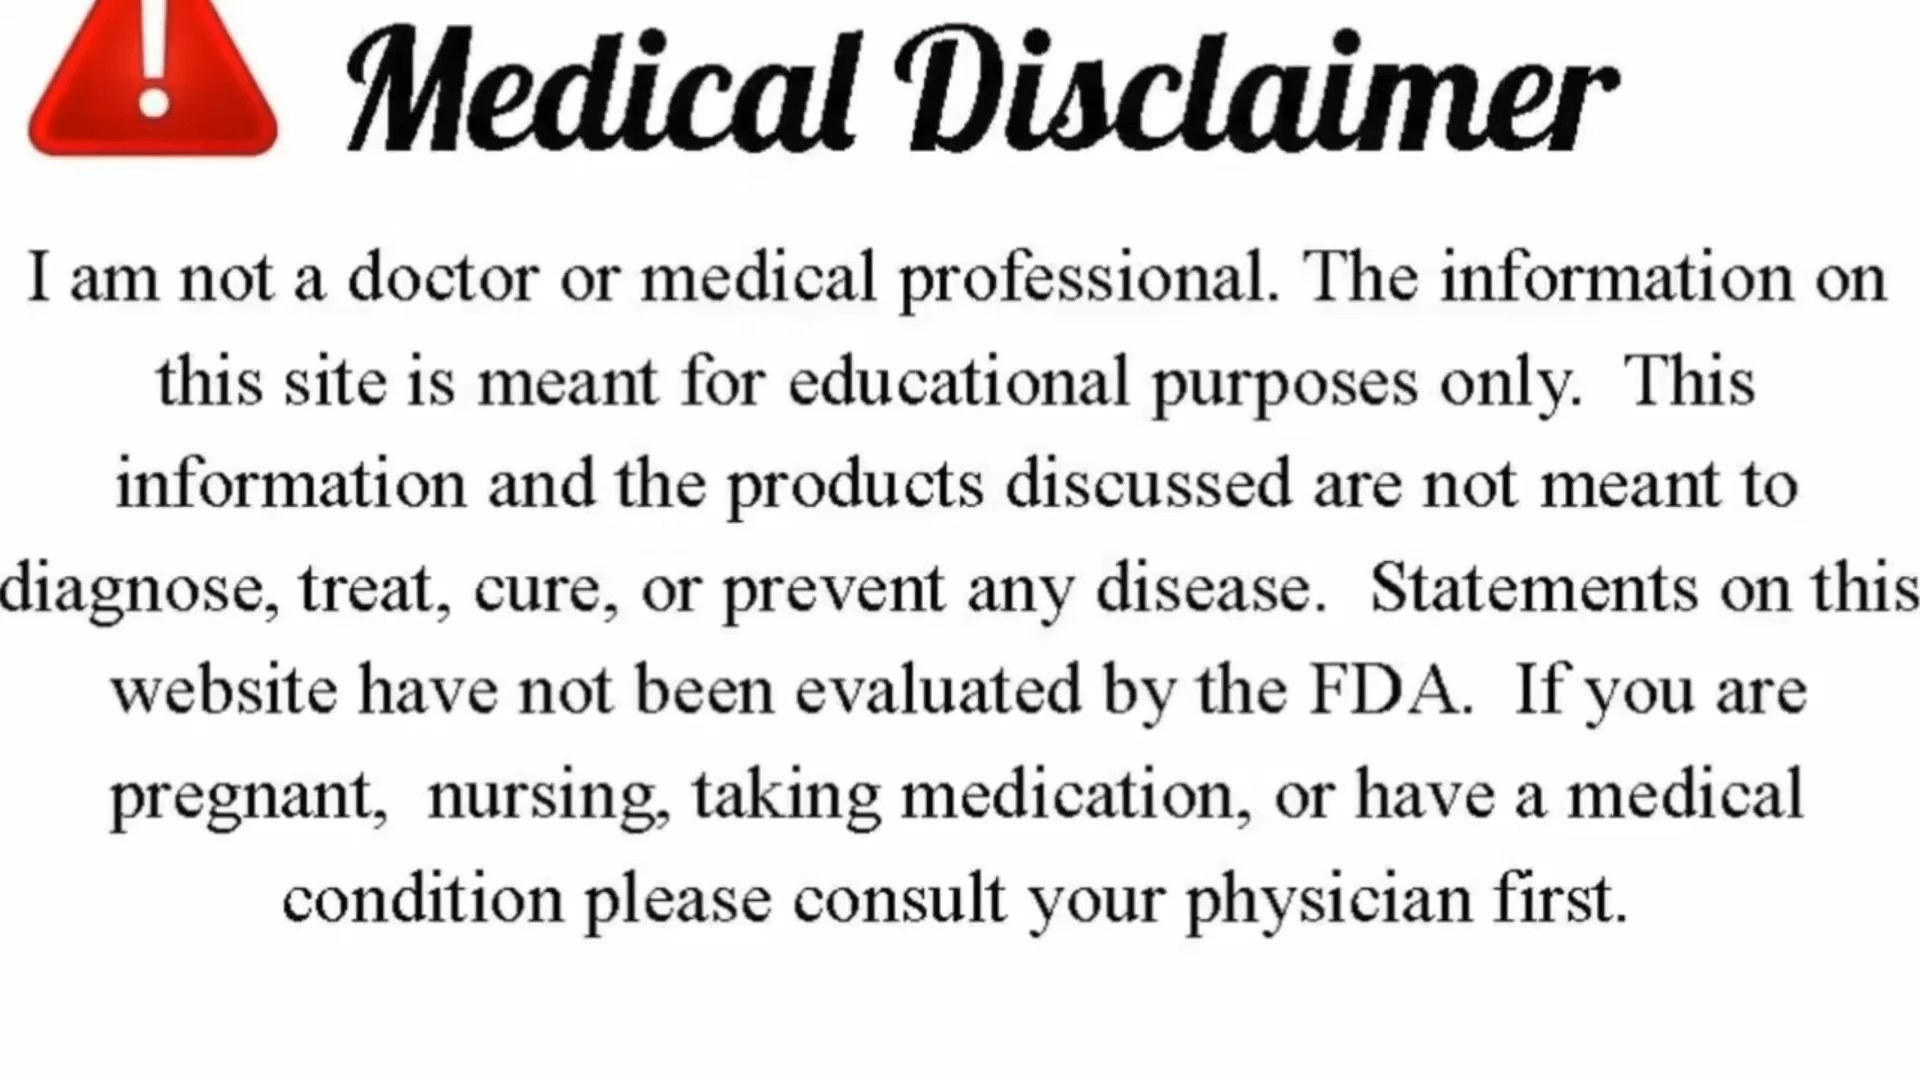 Medical Disclaimer
I am not a doctor or medical professional. The information on
this site is meant for educational purposes only. This
information and the products discussed are not meant to
diagnose, treat, cure, or prevent any disease. Statements on this
website have not been evaluated by the FDA. If you are
pregnant, nursing, taking medication, or have a medical
condition please consult your physician first.